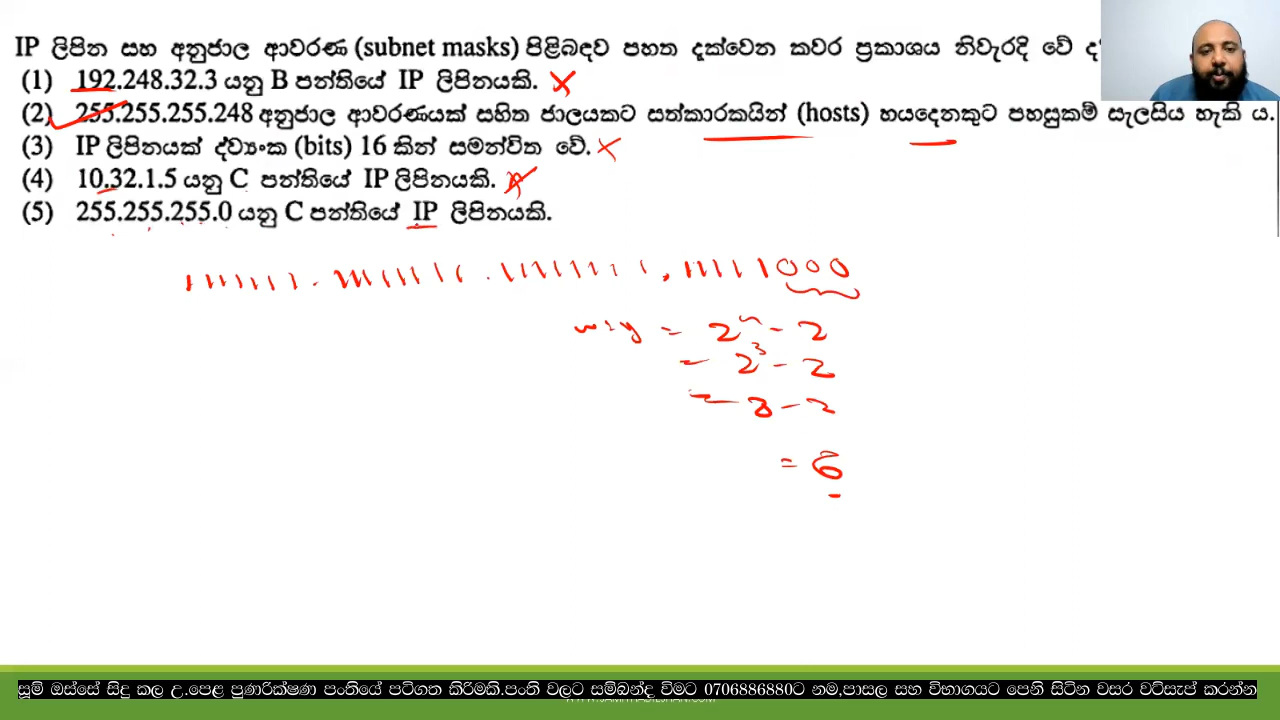 IP ලිපින සහ අනුජාල ආවරණ (subnet masks) පිළිබඳව පහත දැක්වෙන කවර ප්‍රකාශය නිවැරදි වේ ද
(1) 192.248.32.3 යනු B පන්තියේ IP ලිපිනයකි.
(2) 255.255.255.248 අනුජාල ආවරණයක් සහිත ජාලයකට සත්කාරකයින් (hosts) හයදෙනකුට පහසුකම් සැලසිය හැකි ය.
(3) IP ලිපිනයක් ද්ව්‍යංක (bits) 16 කින් සමන්විත වේ.
(4) 10.32.1.5 යනු C පන්තියේ IP ලිපිනයකි.
(5) 255.255.255.0 යනු C පන්තියේ IP ලිපිනයකි.
1111111.11111111.11111111.11111000
= 2ⁿ - 2
= 2³ - 2
= 8 - 2
= 6
සූම් ඔස්සේ සිදු කල උ.පෙළ පුණරීක්ෂණ පංතියේ පටිගත කිරීමකි.පංති වලට සම්බන්ද වීමට 0706886880ට නම,පාසල සහ විභාගයට පෙනී සිටින වසර වට්සැප් කරන්න